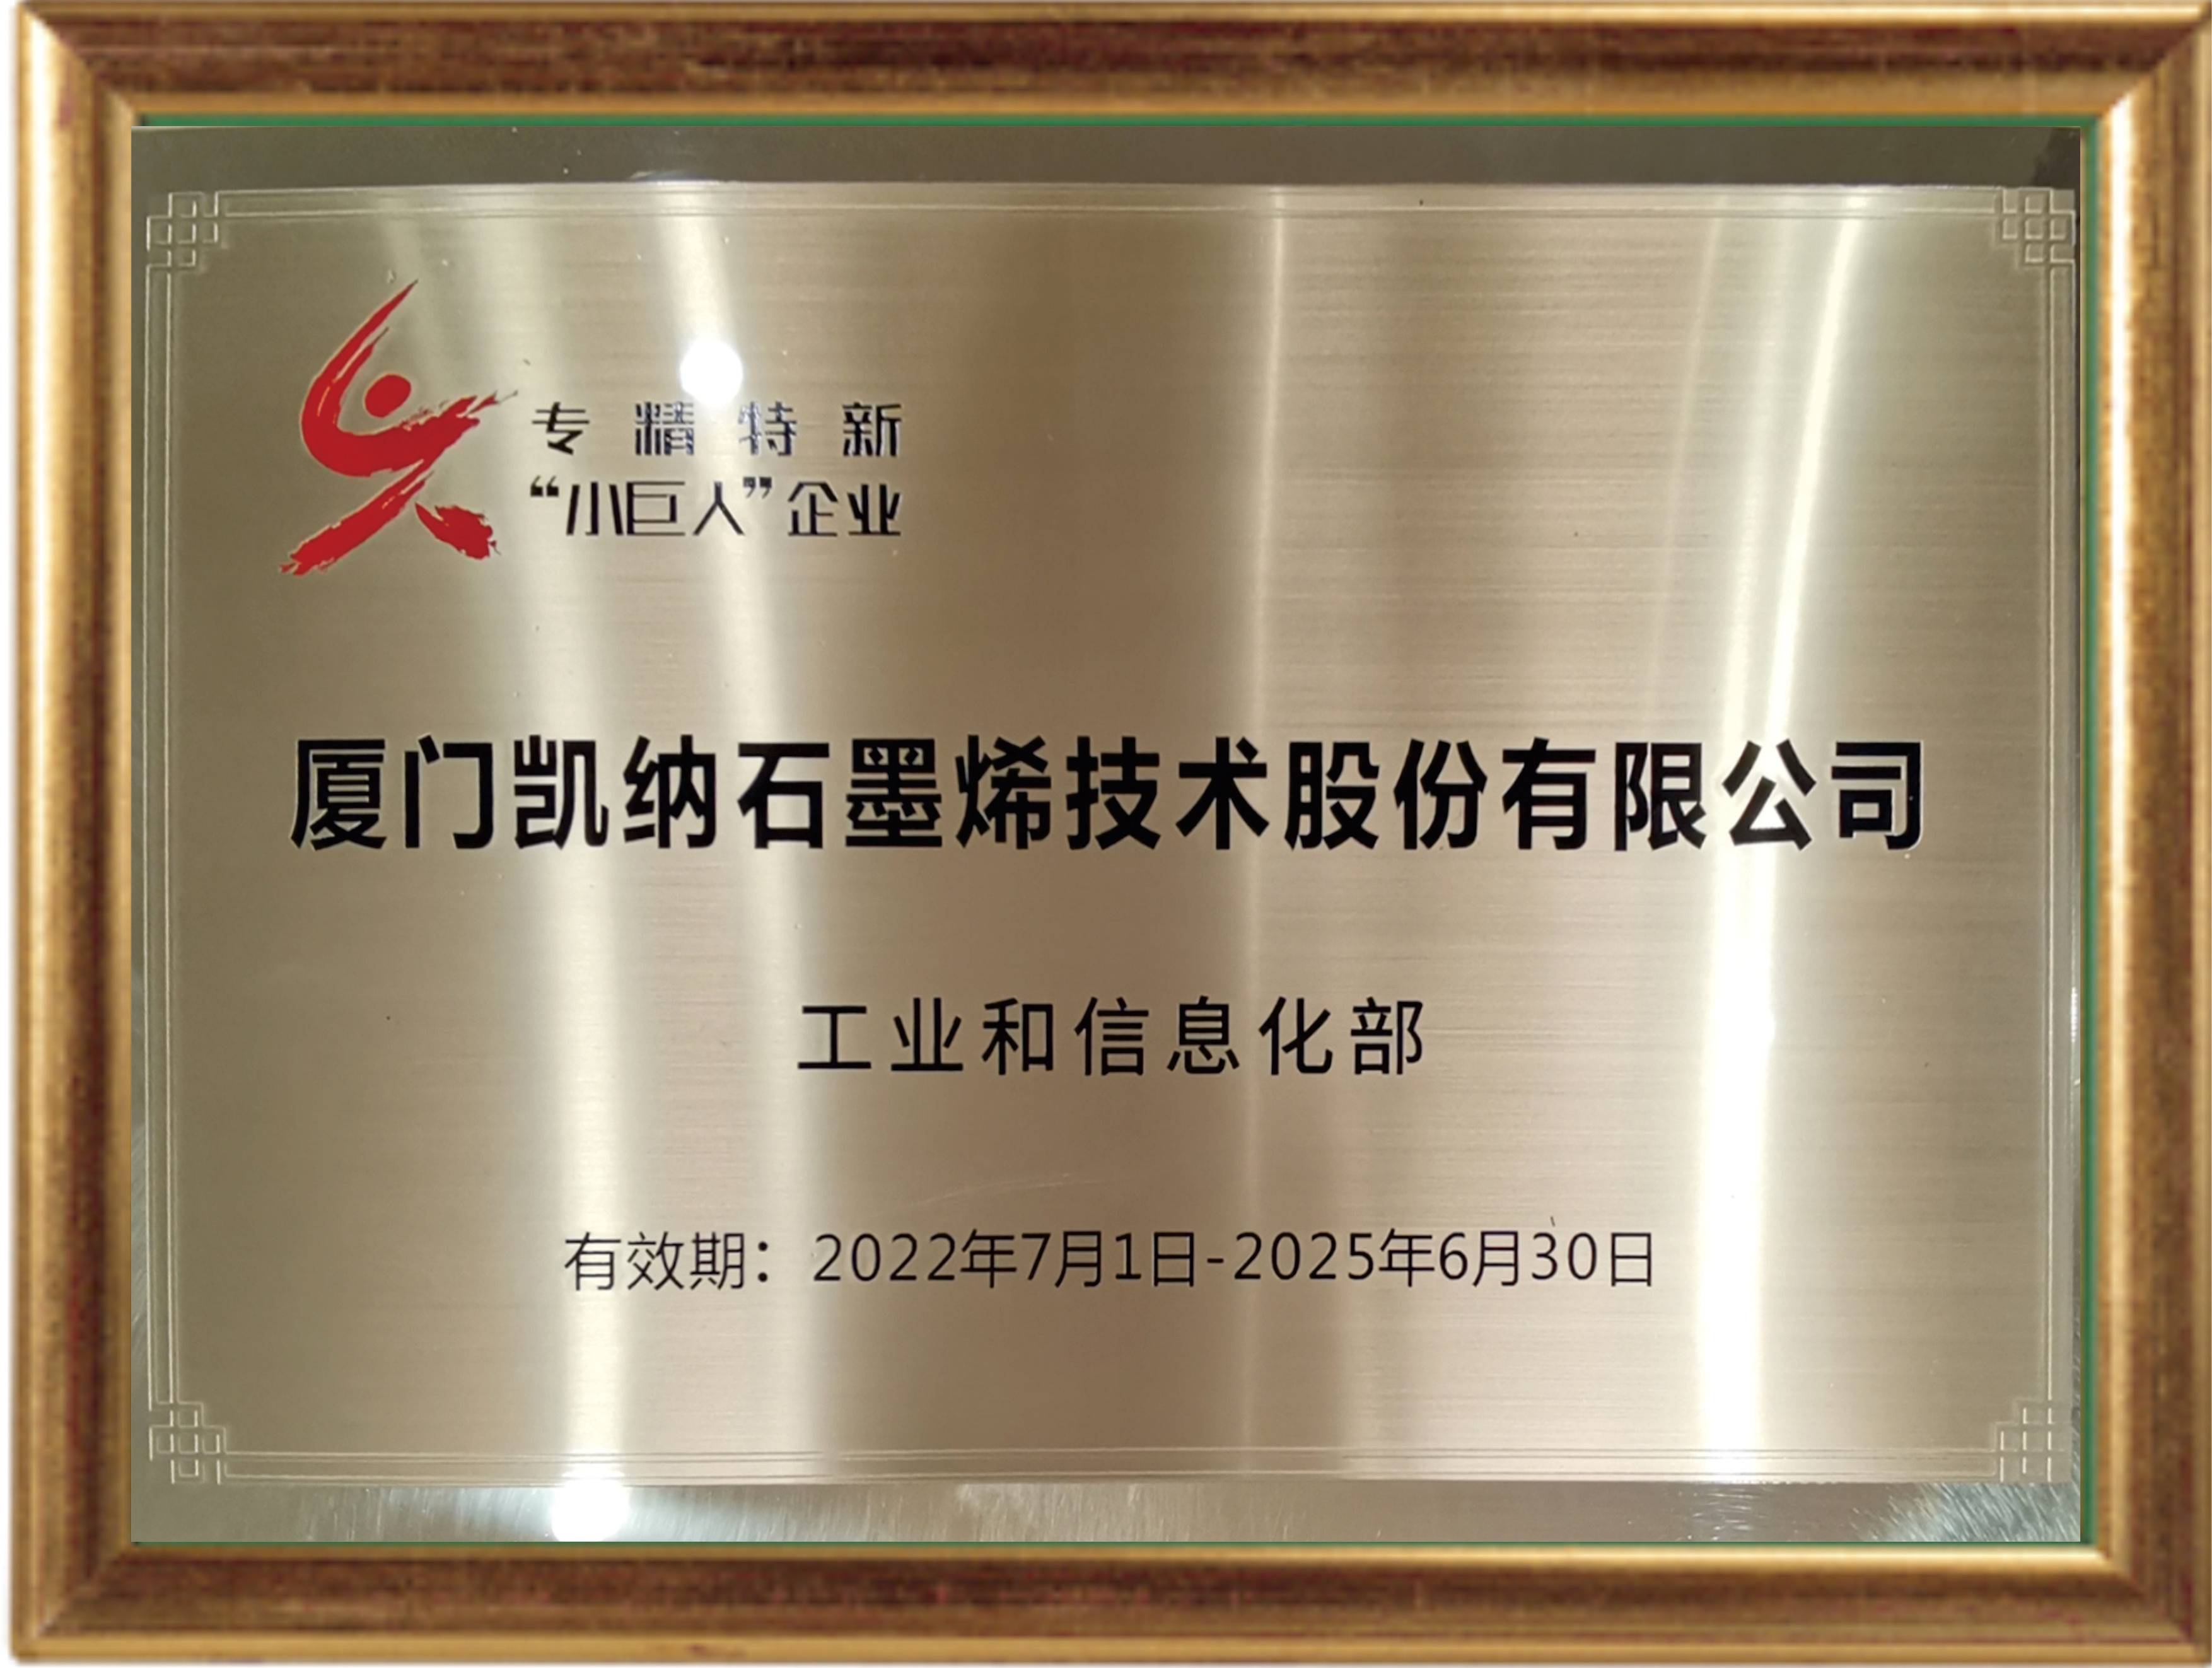 专精特新
“小巨人”企业
厦门凯纳石墨烯技术股份有限公司
工业和信息化部
有效期：2022年7月1日-2025年6月30日